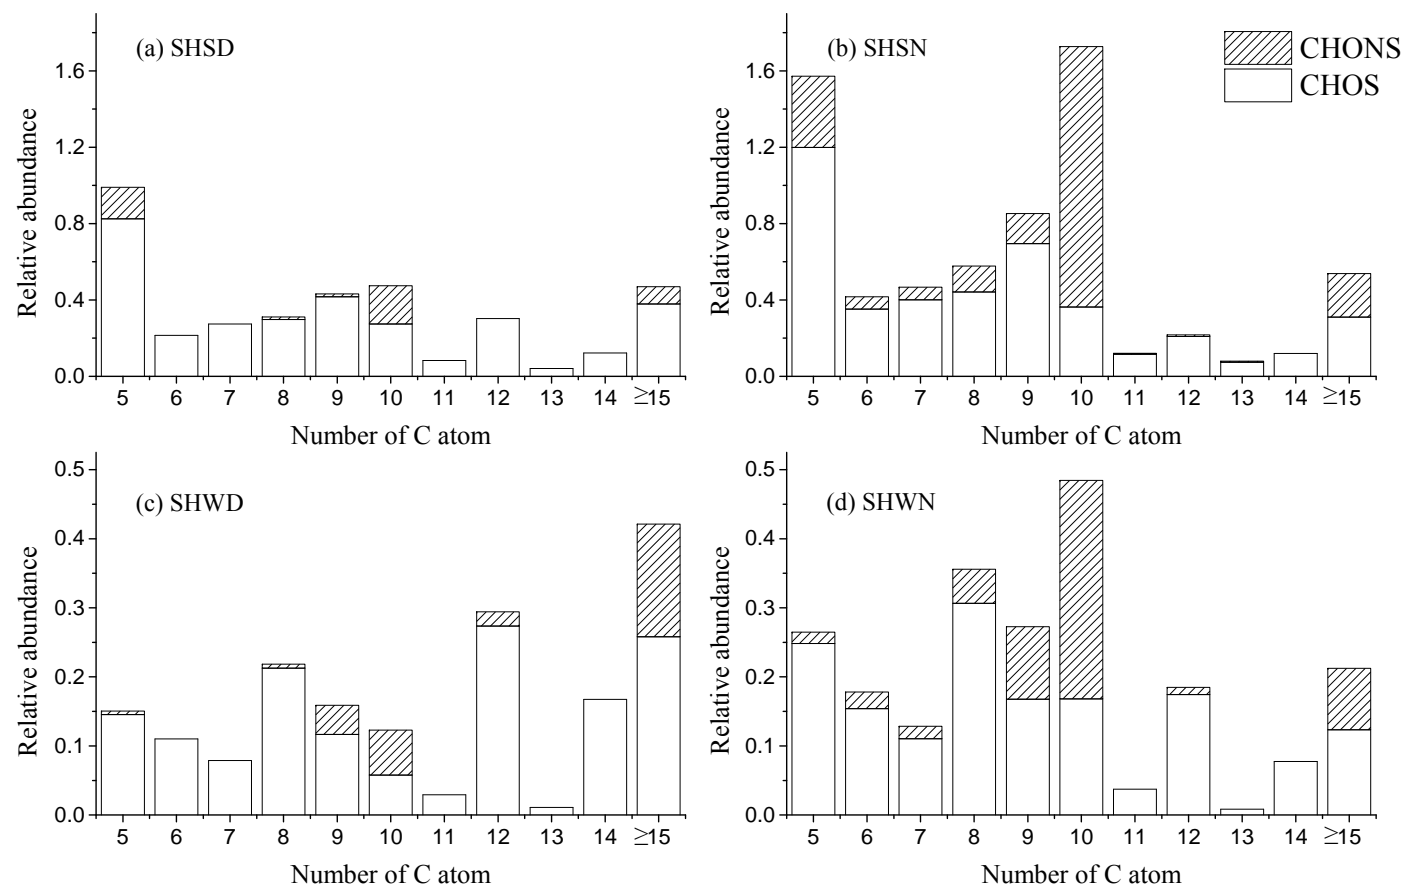 (a) SHSD
1.6
1.2
0.8
0.4
0.0
Relative abundance
5 6 7 8 9 10 11 12 13 14 ≥15
Number of C atom
(b) SHSN
CHONS
CHOS
1.6
1.2
0.8
0.4
0.0
Relative abundance
5 6 7 8 9 10 11 12 13 14 ≥15
Number of C atom
(c) SHWD
0.5
0.4
0.3
0.2
0.1
0.0
Relative abundance
5 6 7 8 9 10 11 12 13 14 ≥15
Number of C atom
(d) SHWN
0.5
0.4
0.3
0.2
0.1
0.0
Relative abundance
5 6 7 8 9 10 11 12 13 14 ≥15
Number of C atom